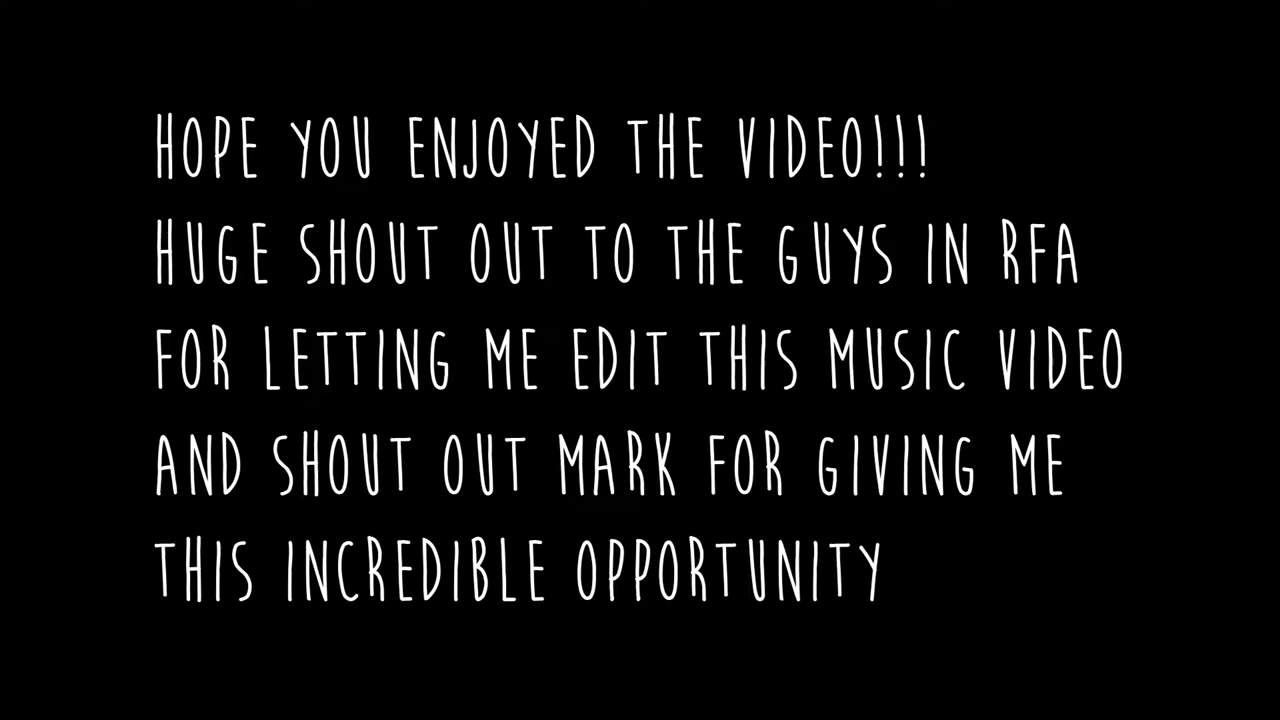 HOPE YOU ENJOYED THE VIDEO!!!
HUGE SHOUT OUT TO THE GUYS IN RFA
FOR LETTING ME EDIT THIS MUSIC VIDEO
AND SHOUT OUT MARK FOR GIVING ME
THIS INCREDIBLE OPPORTUNITY